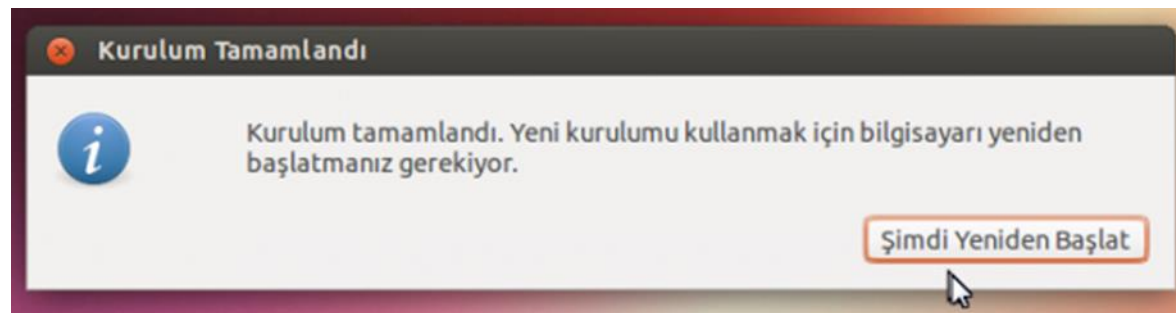 Kurulum Tamamlandı
Kurulum tamamlandı. Yeni kurulumu kullanmak için bilgisayarı yeniden
başlatmanız gerekiyor.
Şimdi Yeniden Başlat